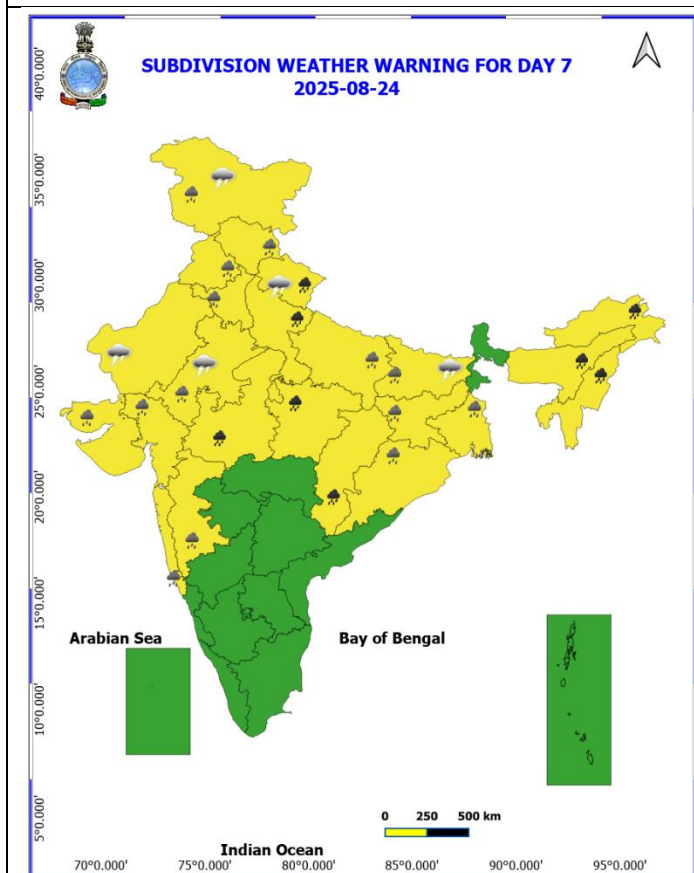 SUBDIVISION WEATHER WARNING FOR DAY 7
2025-08-24
40°0.000'
35°0.000'
30°0.000'
25°0.000'
20°0.000'
15°0.000'
10°0.000'
5°0.000'
Arabian Sea
Bay of Bengal
0 250 500 km
Indian Ocean
70°0.000' 75°0.000' 80°0.000' 85°0.000' 90°0.000' 95°0.000'